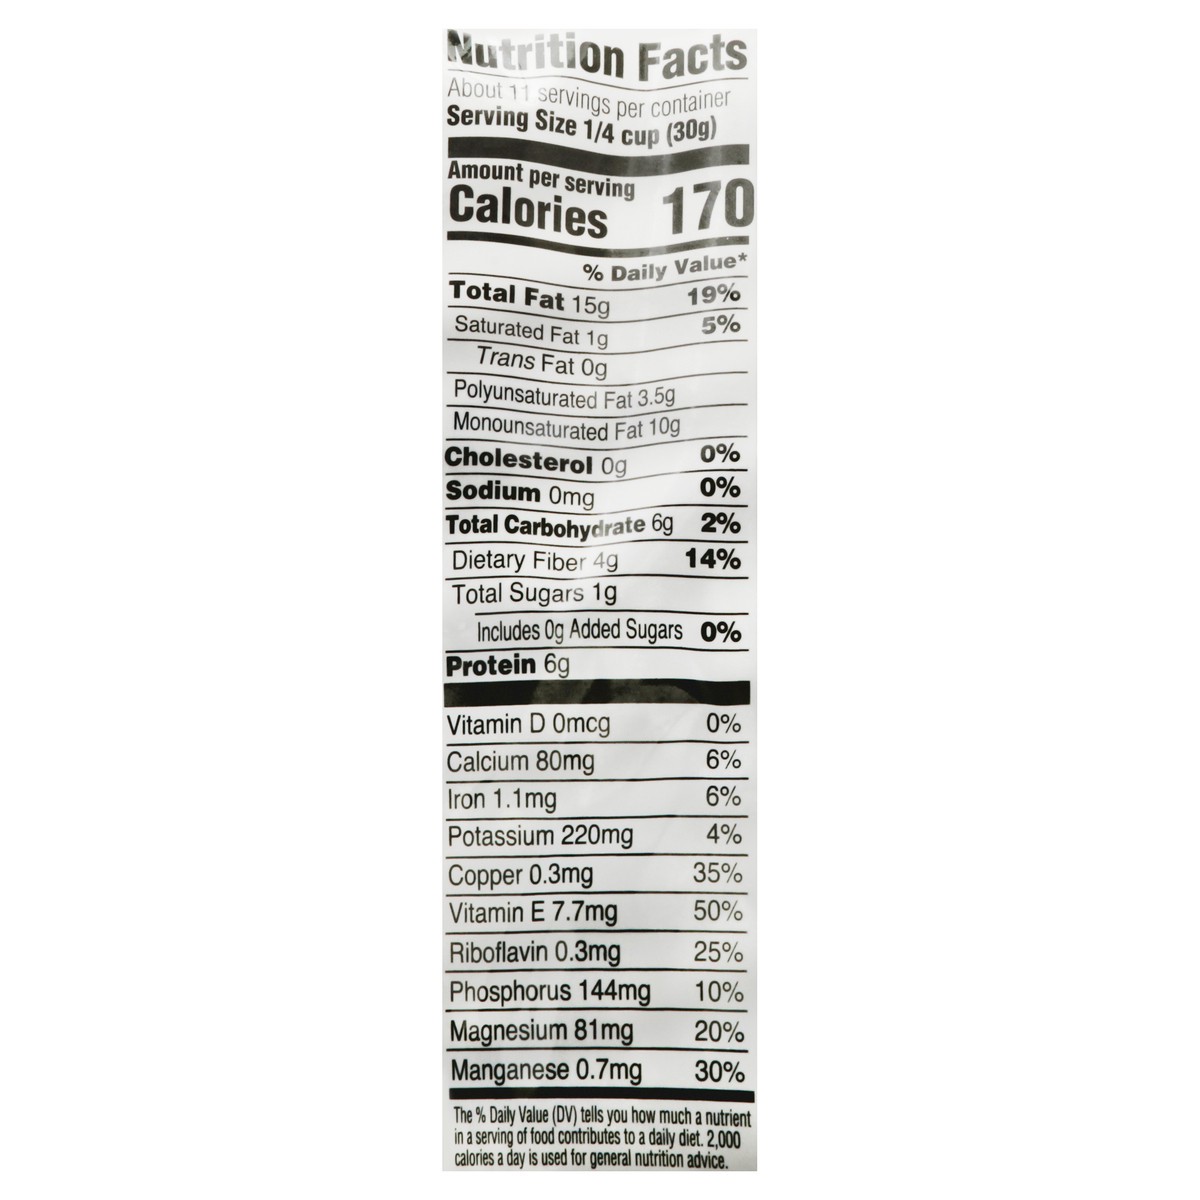 Nutrition Facts
About 11 servings per container
Serving Size 1/4 cup (30g)
Amount per serving
Calories 170
% Daily Value*
Total Fat 15g 19%
Saturated Fat 1g 5%
Trans Fat 0g
Polyunsaturated Fat 3.5g
Monounsaturated Fat 10g
Cholesterol 0g 0%
Sodium 0mg 0%
Total Carbohydrate 6g 2%
Dietary Fiber 4g 14%
Total Sugars 1g
Includes 0g Added Sugars 0%
Protein 6g
Vitamin D 0mcg 0%
Calcium 80mg 6%
Iron 1.1mg 6%
Potassium 220mg 4%
Copper 0.3mg 35%
Vitamin E 7.7mg 50%
Riboflavin 0.3mg 25%
Phosphorus 144mg 10%
Magnesium 81mg 20%
Manganese 0.7mg 30%
The % Daily Value (DV) tells you how much a nutrient
in a serving of food contributes to a daily diet. 2,000
calories a day is used for general nutrition advice.